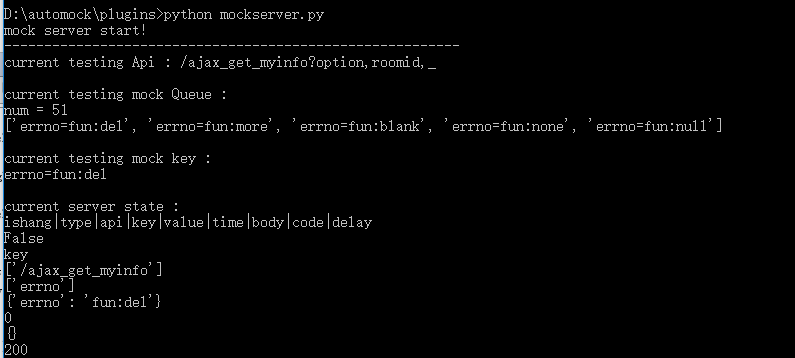 D:\automock\plugins>python mockserver.py
mock server start!
---------------------------------------------------------
current testing Api : /ajax_get_myinfo?option,roomid,_
current testing mock Queue :
num = 51
['errno=fun:del', 'errno=fun:more', 'errno=fun:blank', 'errno=fun:none', 'errno=fun:null']
current testing mock key :
errno=fun:del
current server state :
ishang|type|api|key|value|time|body|code|delay
False
key
['/ajax_get_myinfo']
['errno']
{'errno': 'fun:del'}
0
{}
200